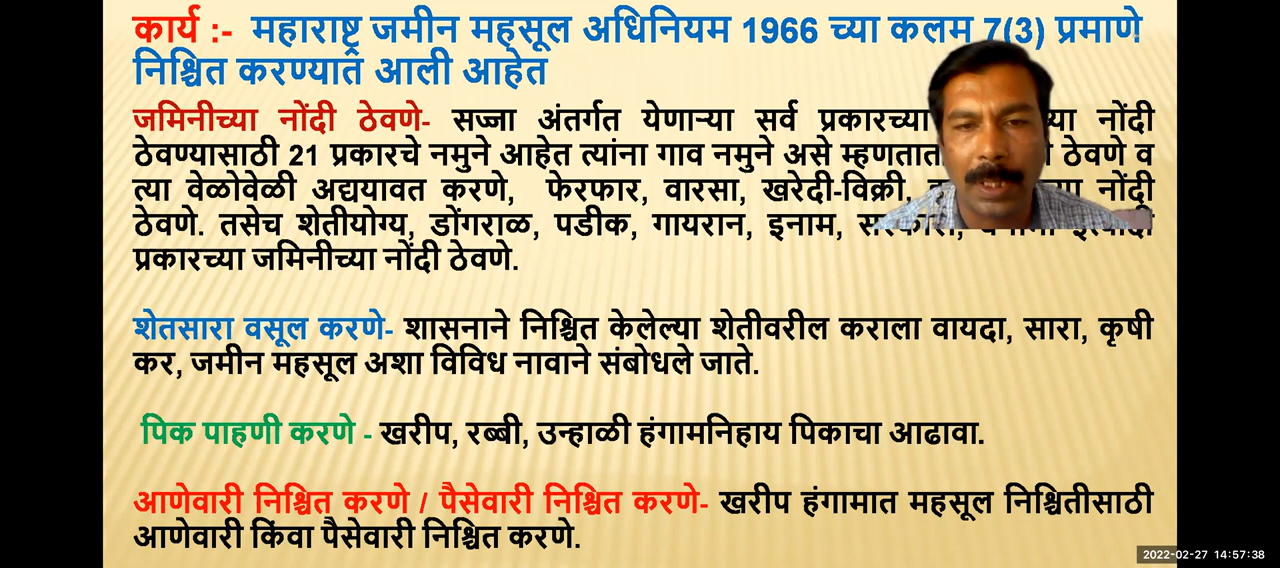 कार्य :- महाराष्ट्र जमीन महसूल अधिनियम 1966 च्या कलम 7(3) प्रमाणे
निश्चित करण्यात आली आहेत
जमिनीच्या नोंदी ठेवणे- सज्जा अंतर्गत येणाऱ्या सर्व प्रकारच्या नोंदी
ठेवण्यासाठी 21 प्रकारचे नमुने आहेत त्यांना गाव नमुने असे म्हणतात ठेवणे व
त्या वेळोवेळी अद्ययावत करणे, फेरफार, वारसा, खरेदी-विक्री, नोंदी
ठेवणे. तसेच शेतीयोग्य, डोंगराळ, पडीक, गायरान, इनाम,
प्रकारच्या जमिनीच्या नोंदी ठेवणे.
शेतसारा वसूल करणे- शासनाने निश्चित केलेल्या शेतीवरील कराला वायदा, सारा, कृषी
कर, जमीन महसूल अशा विविध नावाने संबोधले जाते.
पिक पाहणी करणे - खरीप, रब्बी, उन्हाळी हंगामनिहाय पिकाचा आढावा.
आणेवारी निश्चित करणे / पैसेवारी निश्चित करणे- खरीप हंगामात महसूल निश्चितीसाठी
आणेवारी किंवा पैसेवारी निश्चित करणे.
2022-02-27 14:57:38